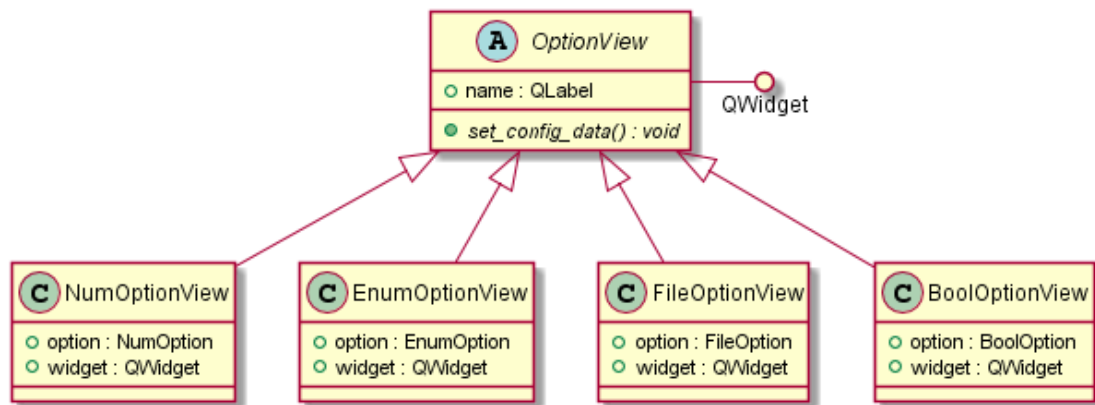 A OptionView
name : QLabel
set_config_data() : void
QWidget
C NumOptionView
option : NumOption
widget : QWidget
C EnumOptionView
option : EnumOption
widget : QWidget
C FileOptionView
option : FileOption
widget : QWidget
C BoolOptionView
option : BoolOption
widget : QWidget